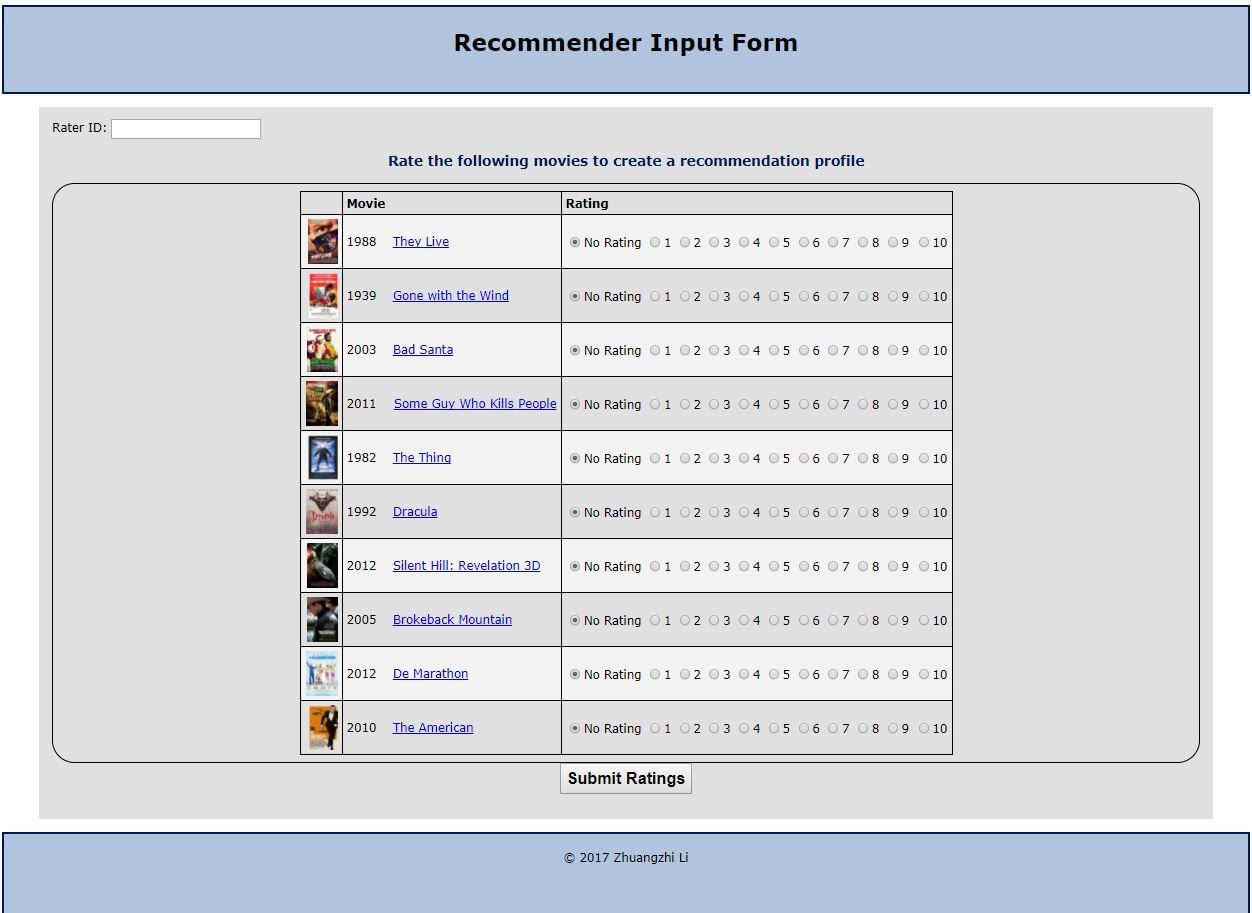 Recommender Input Form
Rater ID:
Rate the following movies to create a recommendation profile
Movie Rating
1988 They Live No Rating 1 2 3 4 5 6 7 8 9 10
1939 Gone with the Wind No Rating 1 2 3 4 5 6 7 8 9 10
2003 Bad Santa No Rating 1 2 3 4 5 6 7 8 9 10
2011 Some Guy Who Kills People No Rating 1 2 3 4 5 6 7 8 9 10
1982 The Thing No Rating 1 2 3 4 5 6 7 8 9 10
1992 Dracula No Rating 1 2 3 4 5 6 7 8 9 10
2012 Silent Hill: Revelation 3D No Rating 1 2 3 4 5 6 7 8 9 10
2005 Brokeback Mountain No Rating 1 2 3 4 5 6 7 8 9 10
2012 De Marathon No Rating 1 2 3 4 5 6 7 8 9 10
2010 The American No Rating 1 2 3 4 5 6 7 8 9 10
Submit Ratings
© 2017 Zhuangzhi Li